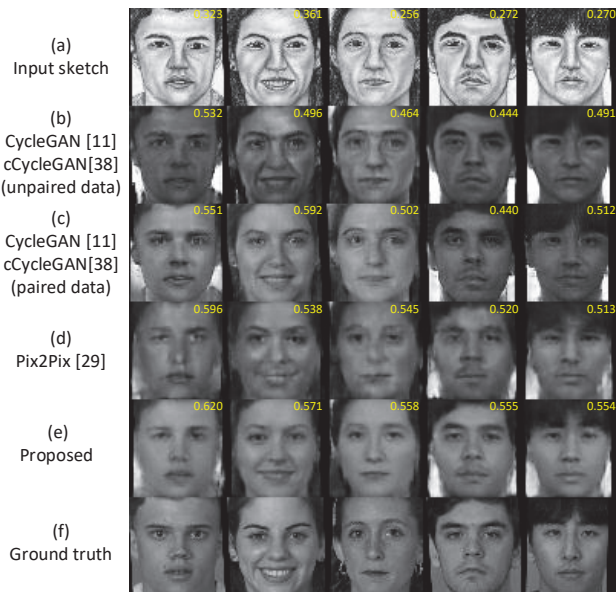 0.323 0.361 0.256 0.272 0.270
(a)
Input sketch
0.532 0.496 0.464 0.444 0.491
(b)
CycleGAN [11]
cCycleGAN[38]
(unpaired data)
0.551 0.592 0.502 0.440 0.512
(c)
CycleGAN [11]
cCycleGAN[38]
(paired data)
0.596 0.538 0.545 0.520 0.513
(d)
Pix2Pix [29]
0.620 0.571 0.558 0.555 0.554
(e)
Proposed
(f)
Ground truth